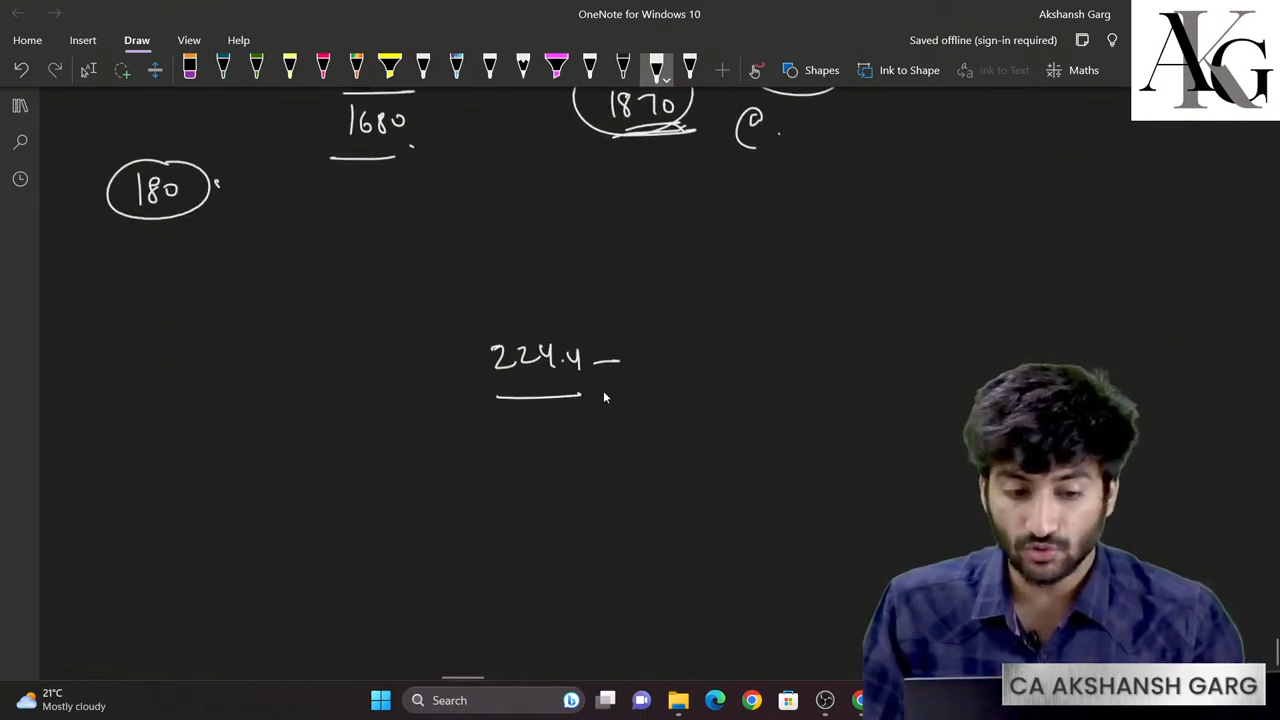 OneNote for Windows 10
Akshansh Garg
AKG
Home Insert Draw View Help
Saved offline (sign-in required)
Shapes Ink to Shape Ink to Text Maths
1680
1870
180
224.4 —
CA AKSHANSH GARG
21°C
Mostly cloudy
Search